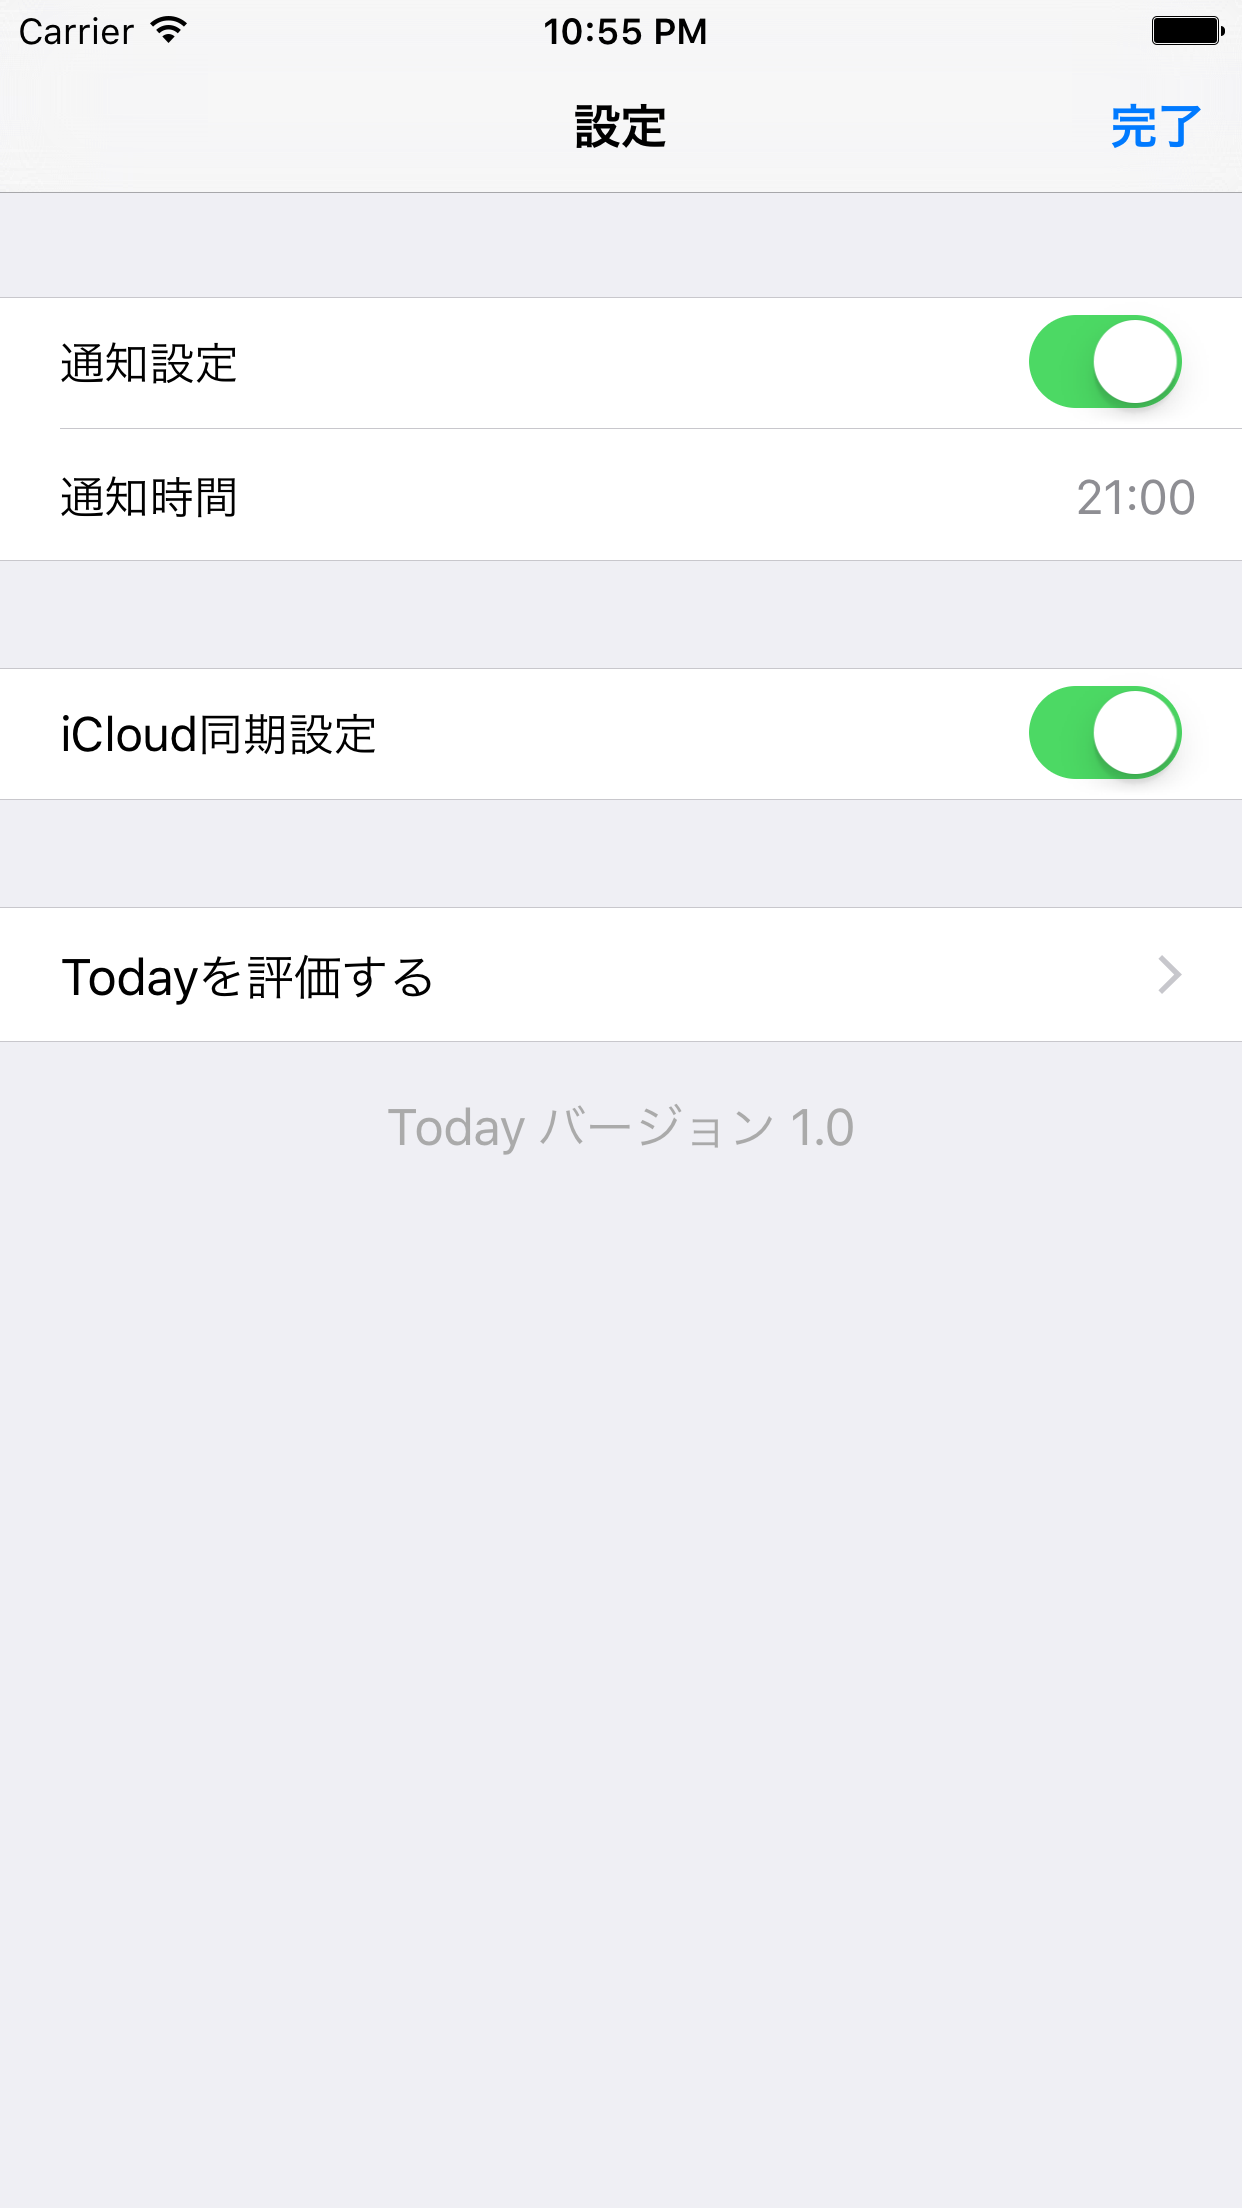 Carrier 10:55 PM
設定 完了
通知設定
通知時間 21:00
iCloud同期設定
Todayを評価する
Today バージョン 1.0